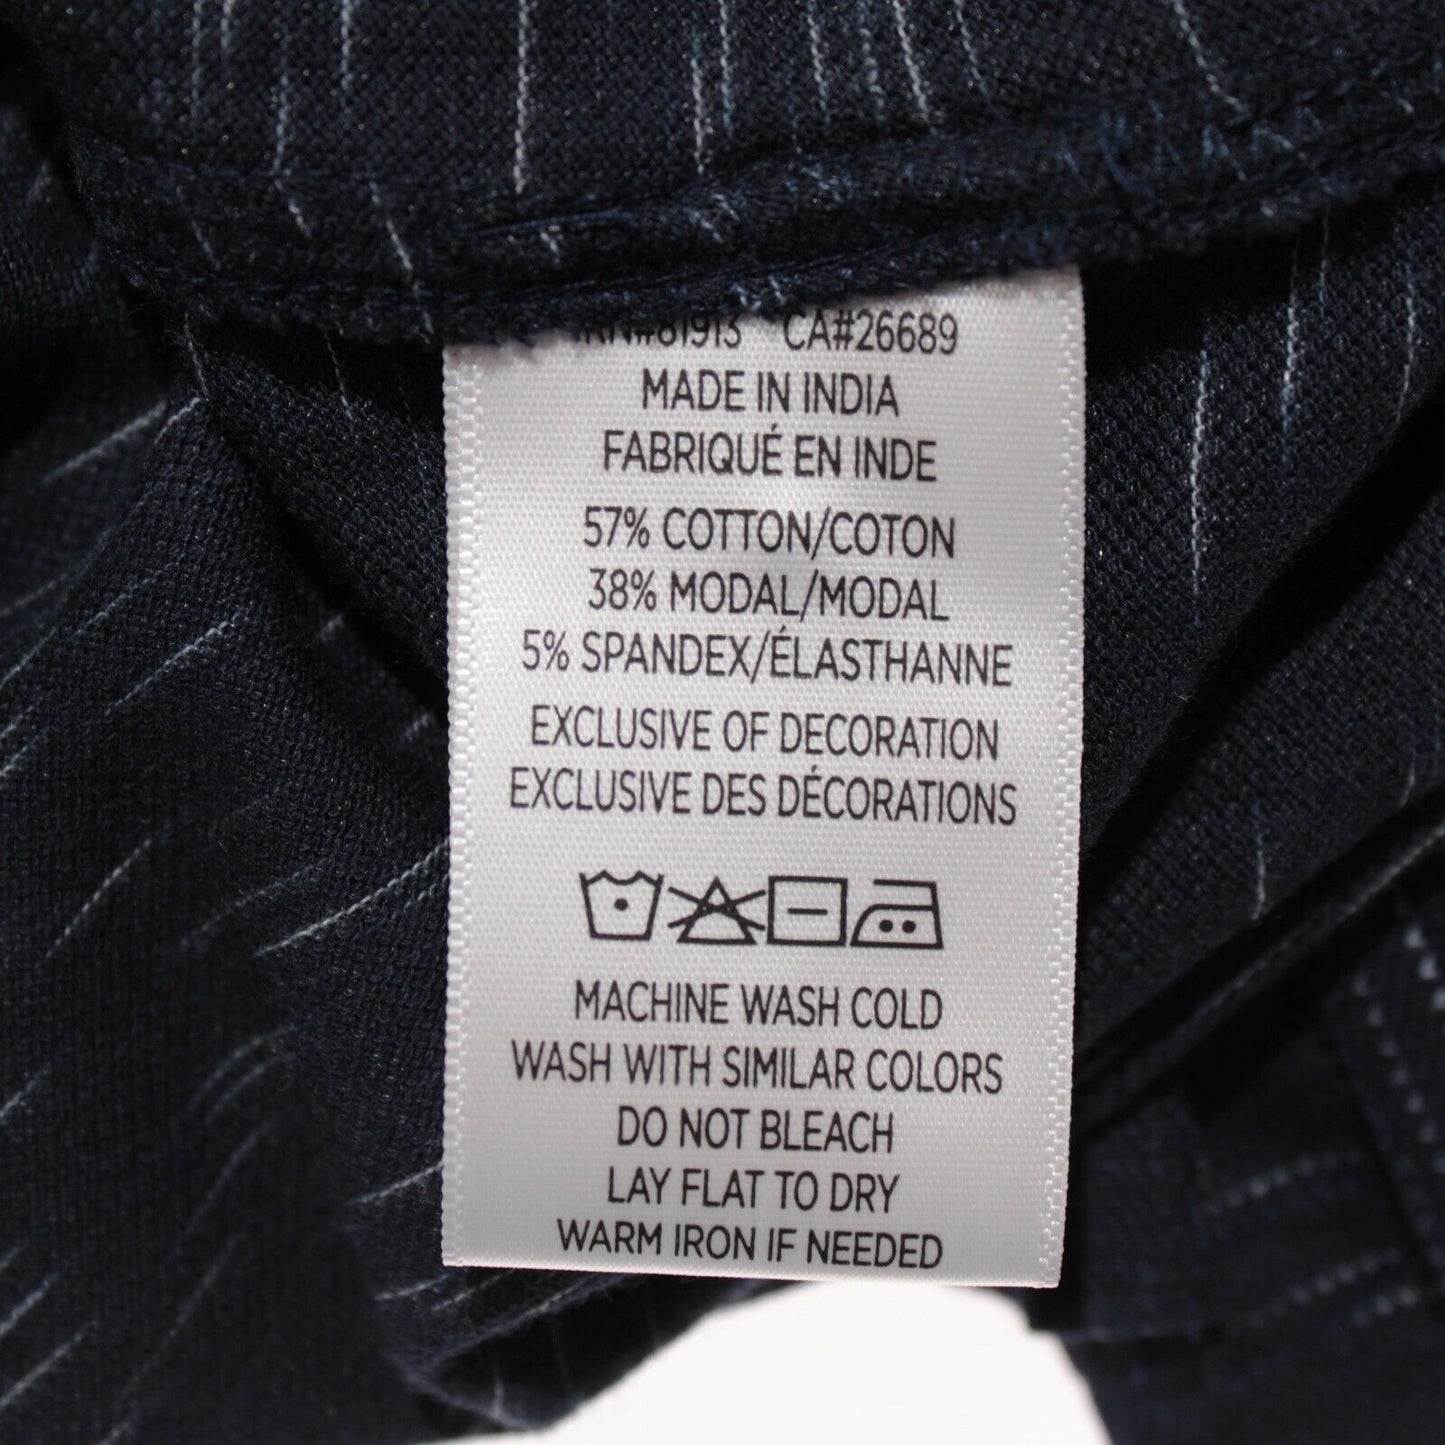 RN#81913 CA#26689
MADE IN INDIA
FABRIQUÉ EN INDE
57% COTTON/COTON
38% MODAL/MODAL
5% SPANDEX/ÉLASTHANNE
EXCLUSIVE OF DECORATION
EXCLUSIVE DES DÉCORATIONS
MACHINE WASH COLD
WASH WITH SIMILAR COLORS
DO NOT BLEACH
LAY FLAT TO DRY
WARM IRON IF NEEDED